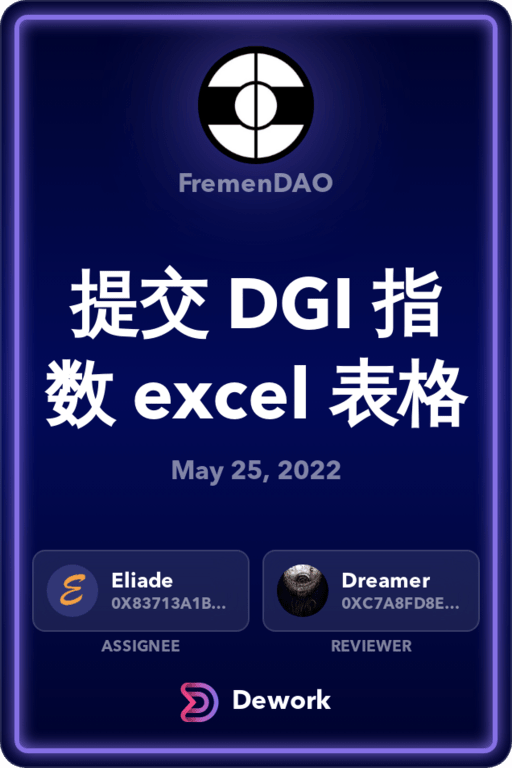 FremenDAO
提交 DGI 指
数 excel 表格
May 25, 2022
Eliade
0X83713A1B...
ASSIGNEE
Dreamer
0XC7A8FD8E...
REVIEWER
Dework